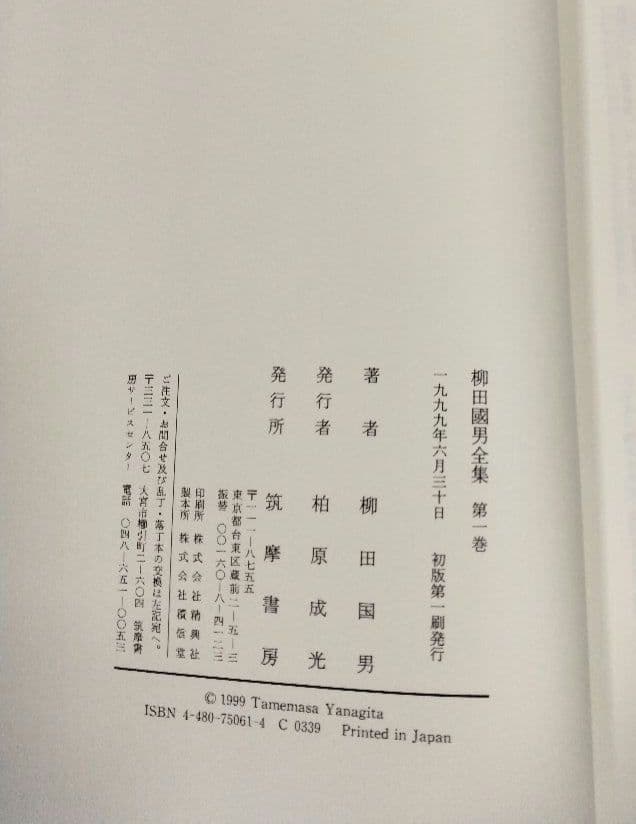 柳田國男全集 第一巻
一九九九年六月三十日 初版第一刷発行
著者 柳田国男
発行者 柏原成光
発行所 筑摩書房
〒一一一―八七五五
東京都台東区蔵前二―五―三
振替 〇〇一六〇―八―四一二三
印刷所 株式会社精興社
製本所 株式会社積信堂
ご注文・お問合せ及び乱丁・落丁本の交換は左記宛へ。
〒三三一―八五〇七 大宮市櫛引町二―六〇四 筑摩書
房サービスセンター 電話 〇四八―六五一―〇〇五三
© 1999 Tamemasa Yanagita
ISBN 4-480-75061-4 C 0339 Printed in Japan